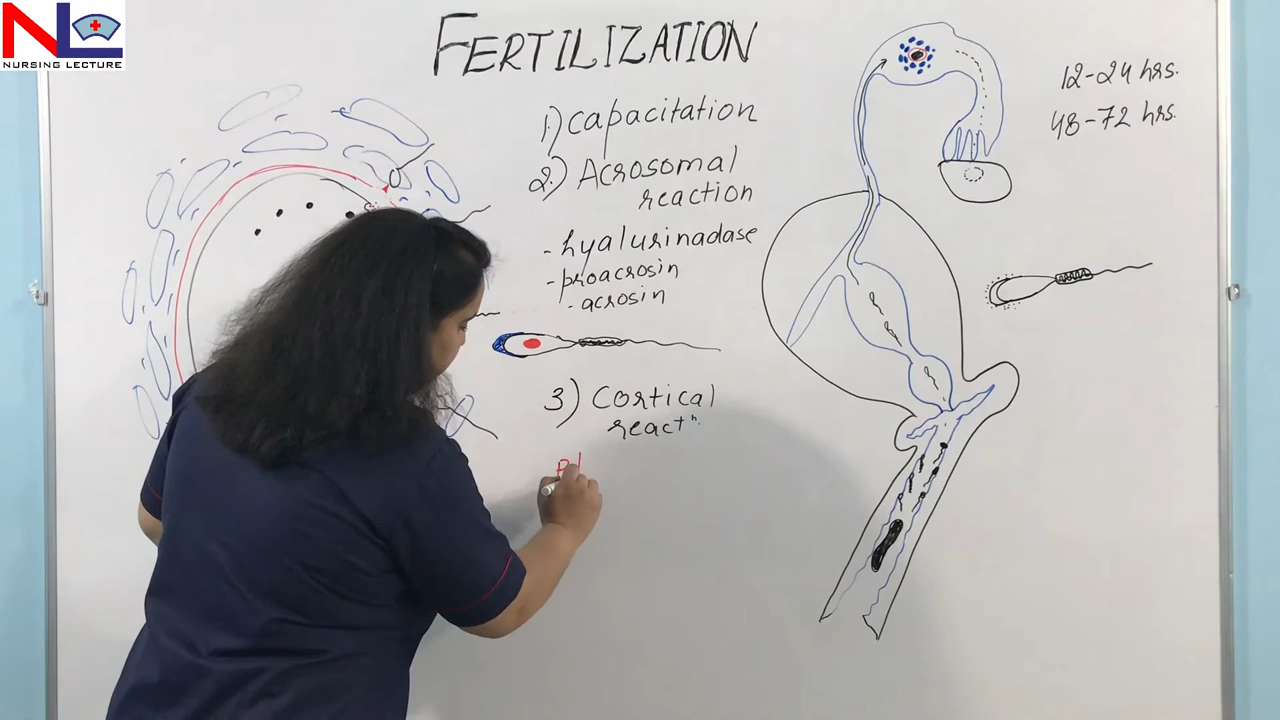 NL
NURSING LECTURE
FERTILIZATION
1.) Capacitation
2.) Acrosomal
reaction
- hyalurinadase
- proacrosin
- acrosin
3) Cortical
reactⁿ.
12-24 hrs.
48-72 hrs.